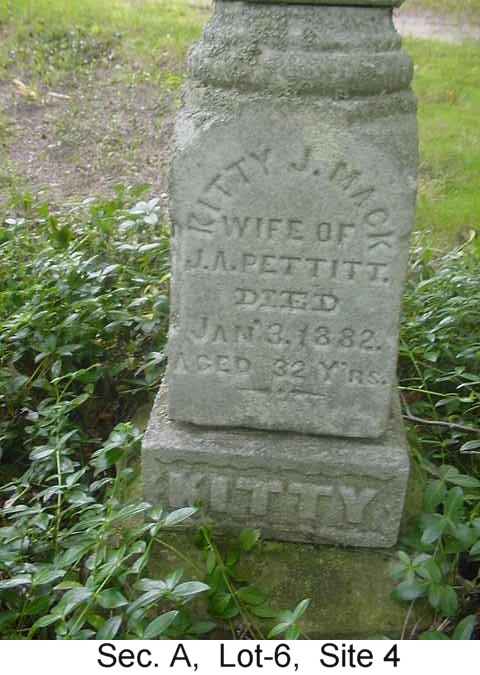 KITTY J. MACK
WIFE OF
J.A. PETTITT.
DIED
JAN 3, 1882.
AGED 32 Y'RS.
KITTY
Sec. A, Lot-6, Site 4